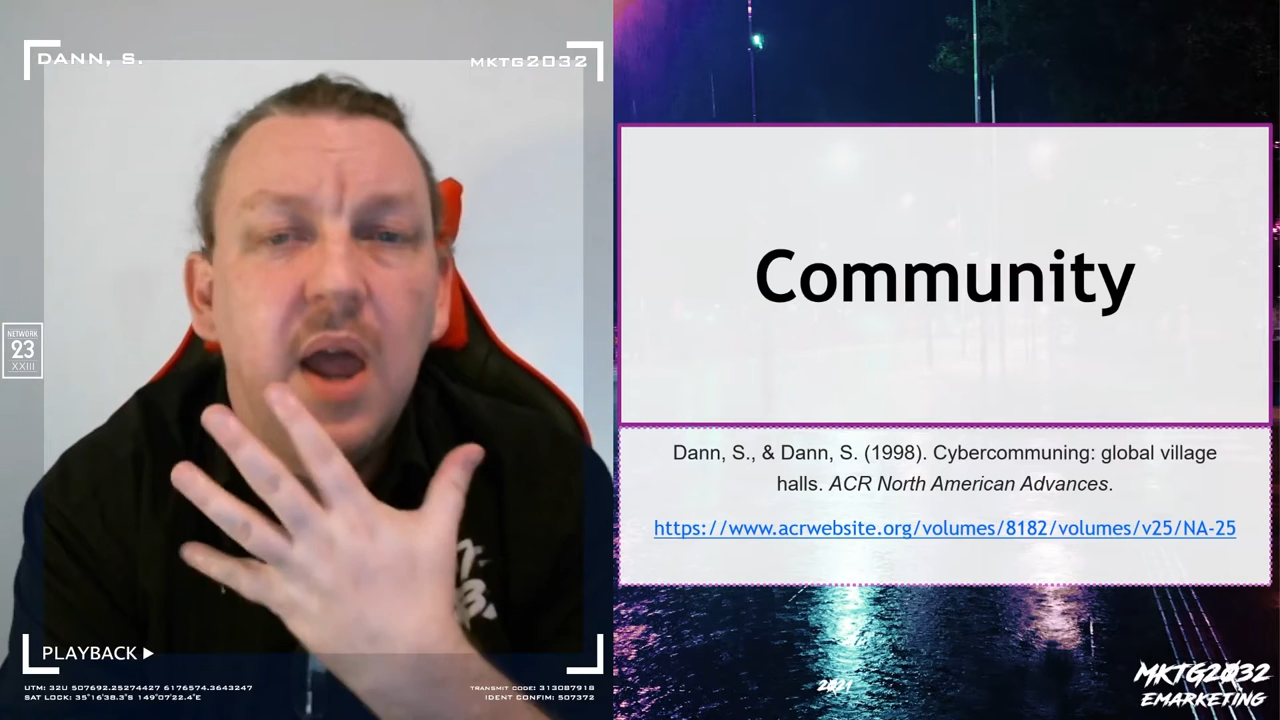 DANN, S.
MKTG2032
NETWORK
23
XXIII
PLAYBACK
UTM: 32U 507692.25274427 6176574.3643247
SAT LOCK: 35°16'38.3"S 149°07'22.4"E
TRANSMIT CODE: 313087918
IDENT CONFIM: 507372
Community
Dann, S., & Dann, S. (1998). Cybercommuning: global village
halls. ACR North American Advances.
https://www.acrwebsite.org/volumes/8182/volumes/v25/NA-25
2021
MKTG2032
EMARKETING